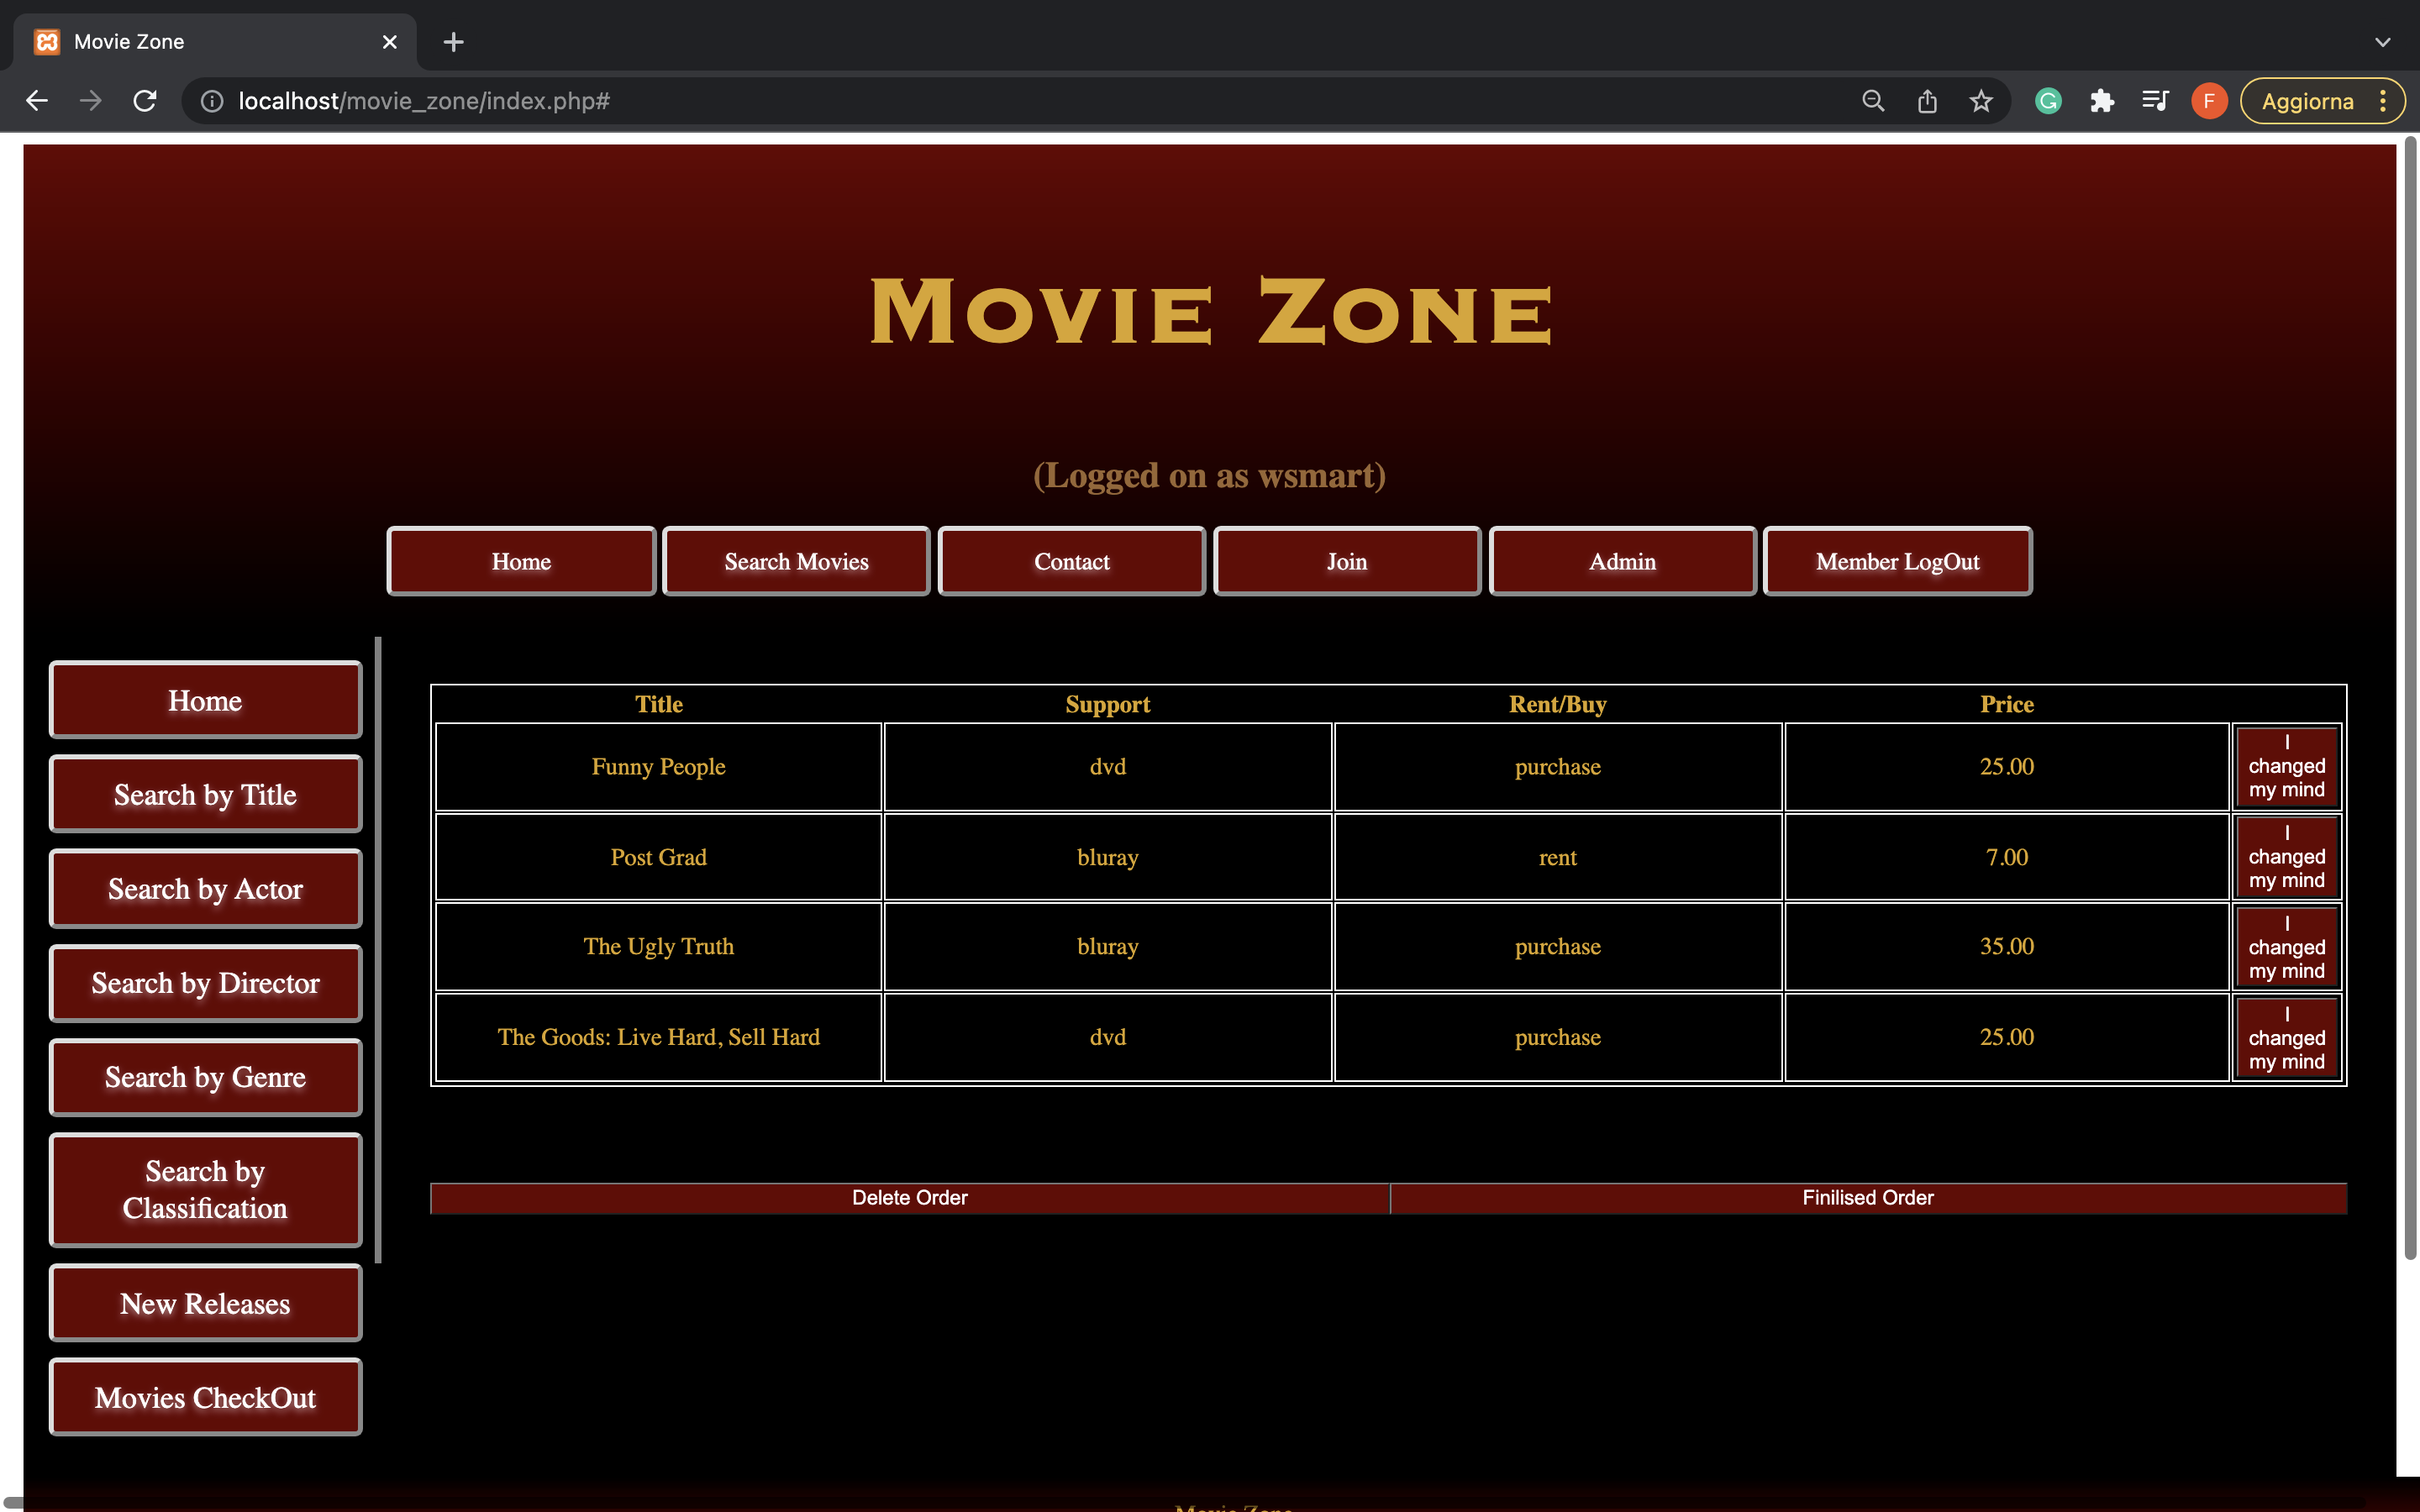 Movie Zone
localhost/movie_zone/index.php#
F
Aggiorna
Movie Zone
(Logged on as wsmart)
Home Search Movies Contact Join Admin Member LogOut
Home
Search by Title
Search by Actor
Search by Director
Search by Genre
Search by
Classification
New Releases
Movies CheckOut
Title Support Rent/Buy Price
Funny People dvd purchase 25.00
I
changed
my mind
Post Grad bluray rent 7.00
I
changed
my mind
The Ugly Truth bluray purchase 35.00
I
changed
my mind
The Goods: Live Hard, Sell Hard dvd purchase 25.00
I
changed
my mind
Delete Order Finilised Order
Movie Zone